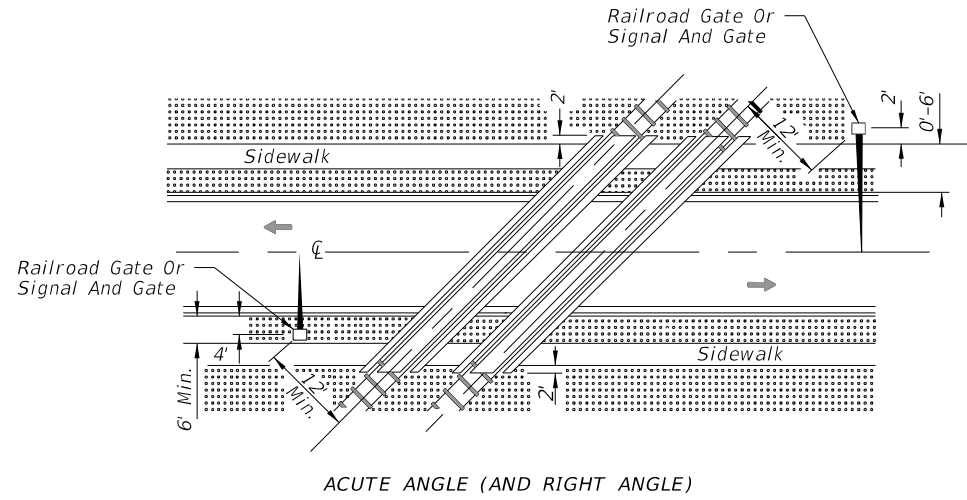 Railroad Gate Or
Signal And Gate
2'
2'
0'-6'
12'
Min.
Sidewalk
℄
Railroad Gate Or
Signal And Gate
4'
6' Min.
12'
Min.
2'
Sidewalk
ACUTE ANGLE (AND RIGHT ANGLE)